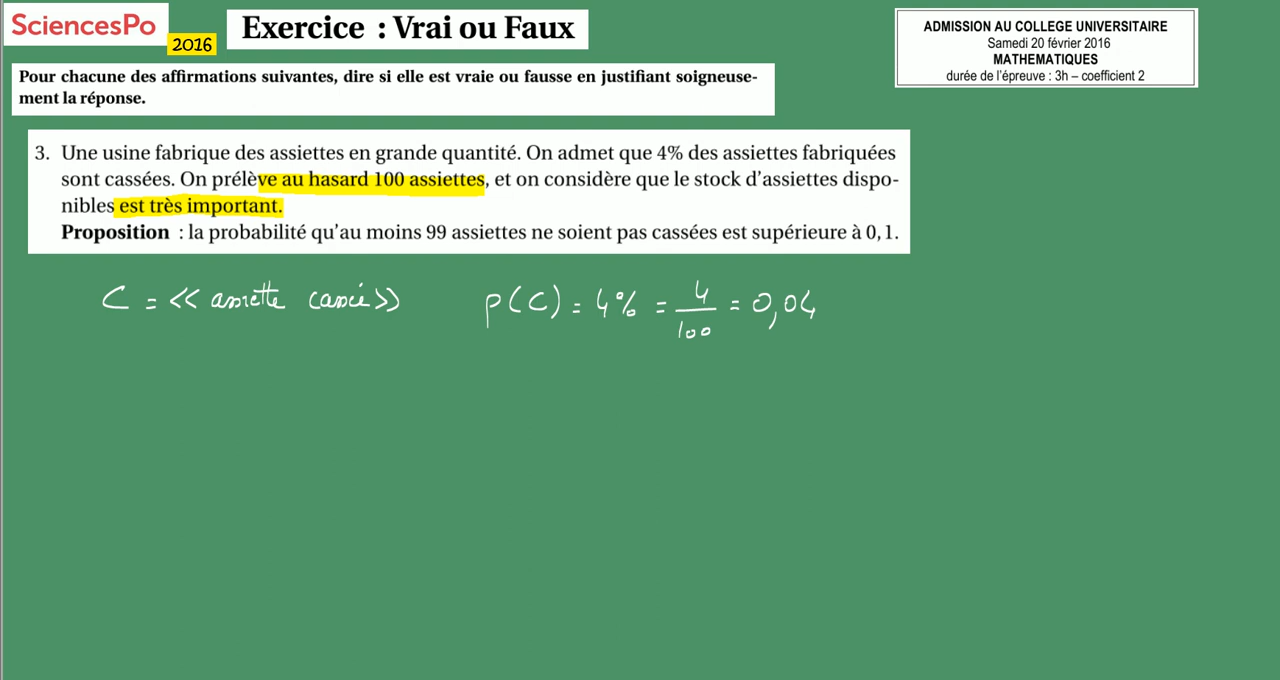 SciencesPo
2016
Exercice : Vrai ou Faux
ADMISSION AU COLLEGE UNIVERSITAIRE
Samedi 20 février 2016
MATHEMATIQUES
durée de l'épreuve : 3h – coefficient 2
Pour chacune des affirmations suivantes, dire si elle est vraie ou fausse en justifiant soigneuse-
ment la réponse.
3. Une usine fabrique des assiettes en grande quantité. On admet que 4% des assiettes fabriquées
sont cassées. On prélève au hasard 100 assiettes, et on considère que le stock d'assiettes dispo-
nibles est très important.
Proposition : la probabilité qu'au moins 99 assiettes ne soient pas cassées est supérieure à 0,1.
C = << assiette cassée >> p(C) = 4% = 4/100 = 0,04